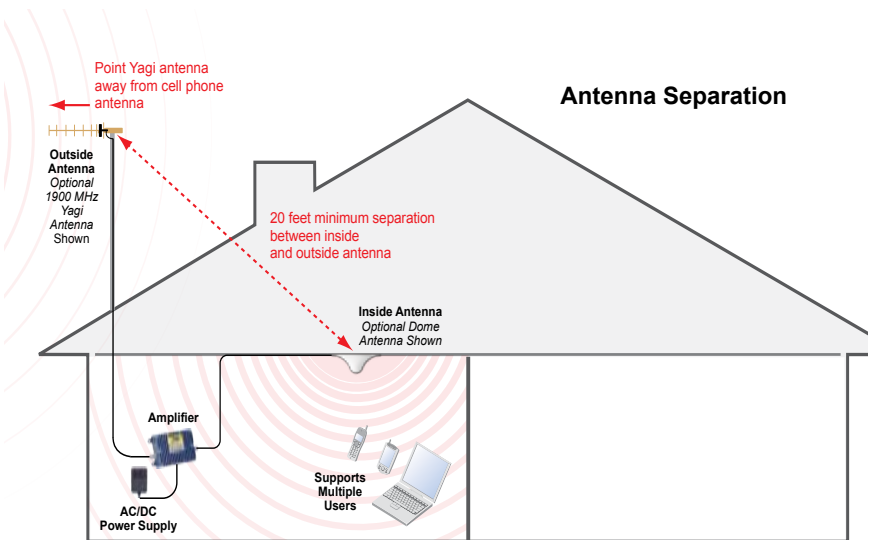 Antenna Separation
Point Yagi antenna
away from cell phone
antenna
Outside
Antenna
Optional
1900 MHz
Yagi
Antenna
Shown
20 feet minimum separation
between inside
and outside antenna
Inside Antenna
Optional Dome
Antenna Shown
Amplifier
AC/DC
Power Supply
Supports
Multiple
Users